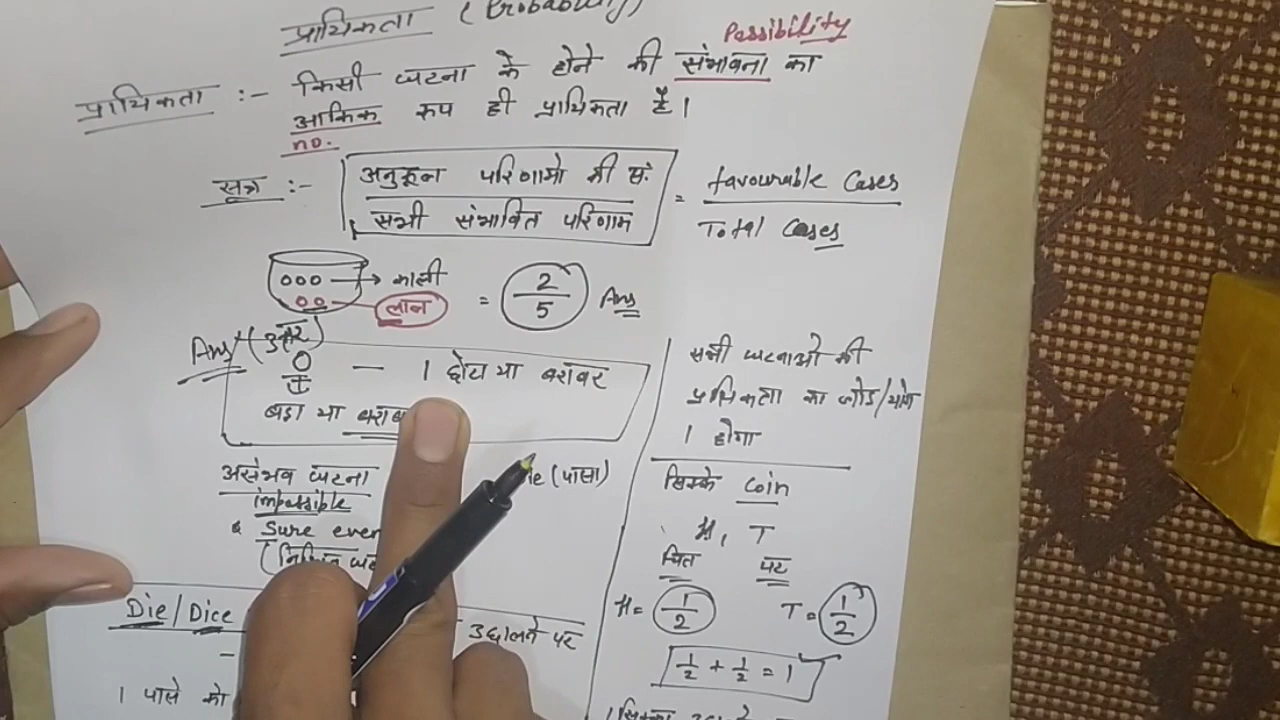 प्रायिकता (Probability)
Possibility
प्रायिकता :- किसी घटना के होने की संभावना का
आंकिक रूप ही प्रायिकता है।
no.
सूत्र :- अनुकूल परिणामो की सं. = favourable Cases
सभी संभावित परिणाम Total Cases
काली
लाल = 2/5 Ans
Ans (उत्तर)
0 — 1 छोटा या बराबर
बड़ा या
असंभव घटना (पासा)
impossible
& Sure
Die/Dice
उछालने पर
1 पासे को
सभी घटनाओ की
प्रायिकता का जोड/योग
1 होगा
सिक्के Coin
H, T
चित पट
H= 1/2 T= 1/2
1/2 + 1/2 = 1